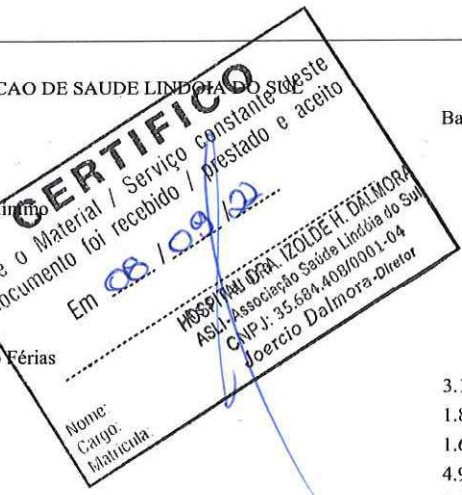 CAO DE SAUDE LINDOIA DO SUL
Ba
CERTIFICO
e o Material / Serviço constante deste
documento foi recebido / prestado e aceito
Em 08 / 09 / 22
HOSPITAL DRA. IZOLDE H. DALMORA
ASLI-Associação Saúde Lindóia do Sul
CNPJ: 35.684.408/0001-04
Joercio Dalmora-Diretor
Nome:
Cargo:
Matricula:
Férias
3.
1.8
1.6
4.9